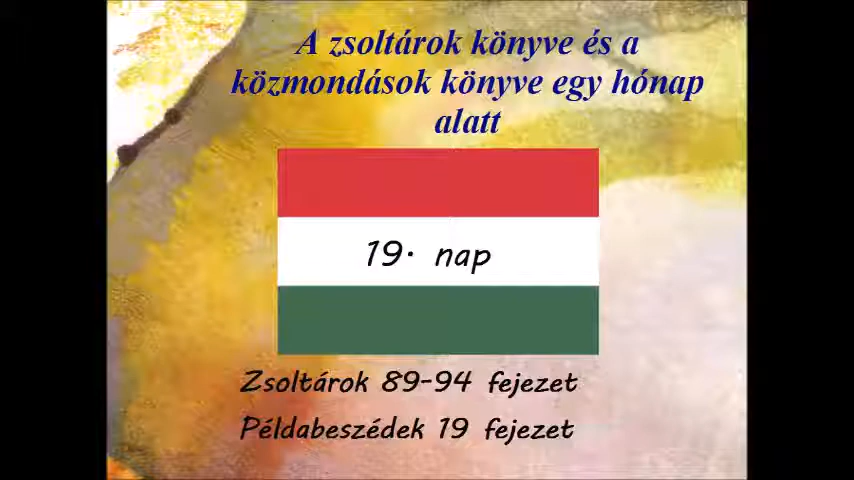 A zsoltárok könyve és a
közmondások könyve egy hónap
alatt
19. nap
Zsoltárok 89-94 fejezet
Példabeszédek 19 fejezet